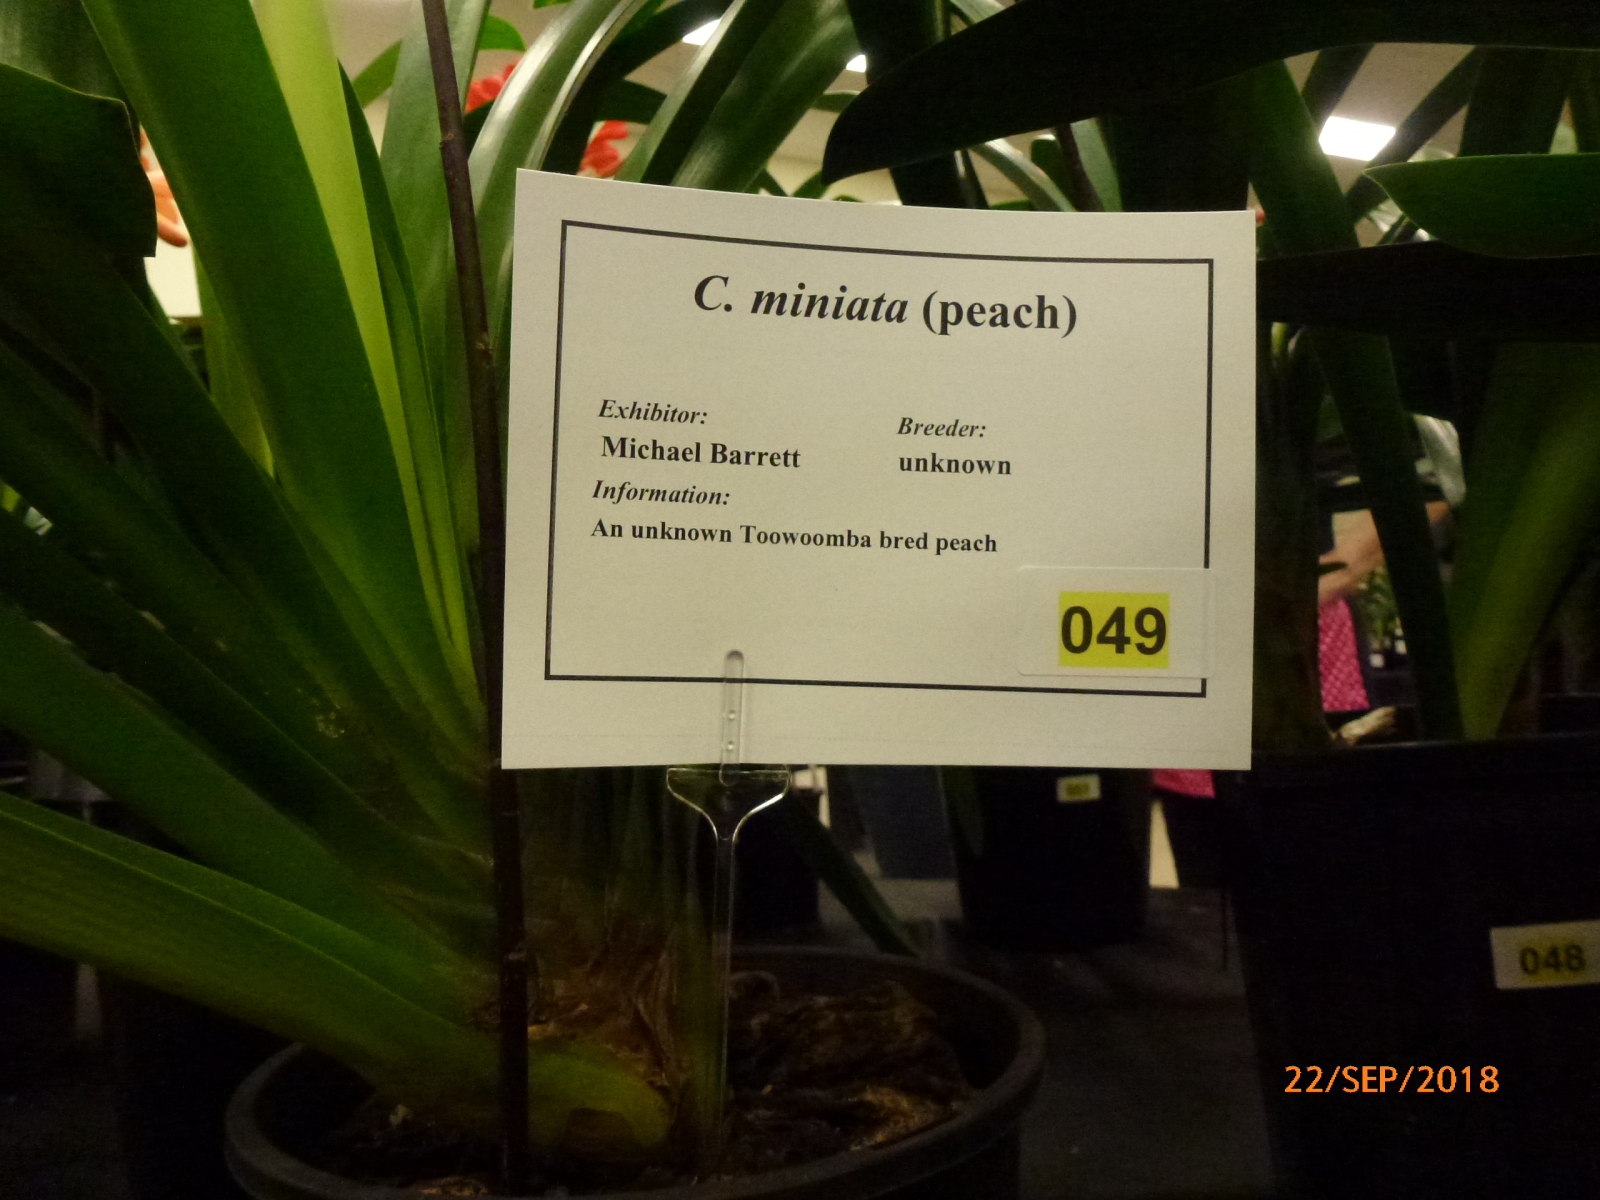 C. miniata (peach)
Exhibitor:
Michael Barrett
Breeder:
unknown
Information:
An unknown Toowoomba bred peach
049
048
22/SEP/2018